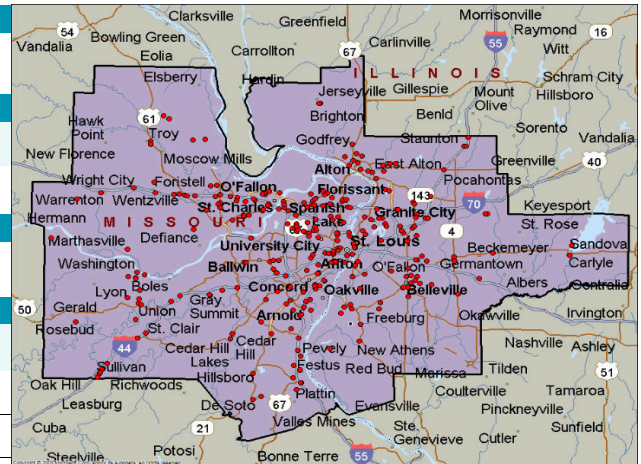 Clarksville
Morrisonville
54
Greenfield
Raymond
16
Vandalia
Bowling Green
67
Carlinville
55
Witt
Eolia
Carrollton
Elsberry
Hardin
ILLINOIS
Schram City
Jerseyville
Gillespie
Mount
Olive
Hillsboro
61
Brighton
Hawk
Point
Troy
Benld
Sorento
Godfrey
Staunton
Vandalia
New Florence
Moscow Mills
Alton
East Alton
Greenville
40
Wright City
Foristell
O'Fallon
Florissant
Pocahontas
143
70
Warrenton
Wentzville
St. Charles
Spanish
Lake
Granite City
Keyesport
Hermann
MISSOURI
St. Rose
4
Marthasville
Defiance
University City
St. Louis
Beckemeyer
Sandova
Washington
Ballwin
Afton
O'Fallon
Germantown
Carlyle
Lyon
Boles
Concord
Oakville
Belleville
Albers
Centralia
50
Gerald
Union
Gray
Summit
Arnold
Freeburg
Okawville
Irvington
Rosebud
St. Clair
44
Cedar Hill
Lakes
Cedar
Hill
Pevely
New Athens
Nashville
Ashley
Sullivan
Festus
Red Bud
Marissa
Tilden
51
Oak Hill
Richwoods
Hillsboro
Plattin
Coulterville
Tamaroa
Leasburg
De Soto
67
Evansville
Pinckneyville
Cuba
21
Valles Mines
Ste.
Genevieve
Cutler
Sunfield
Steelville
Potosi
Bonne Terre
55